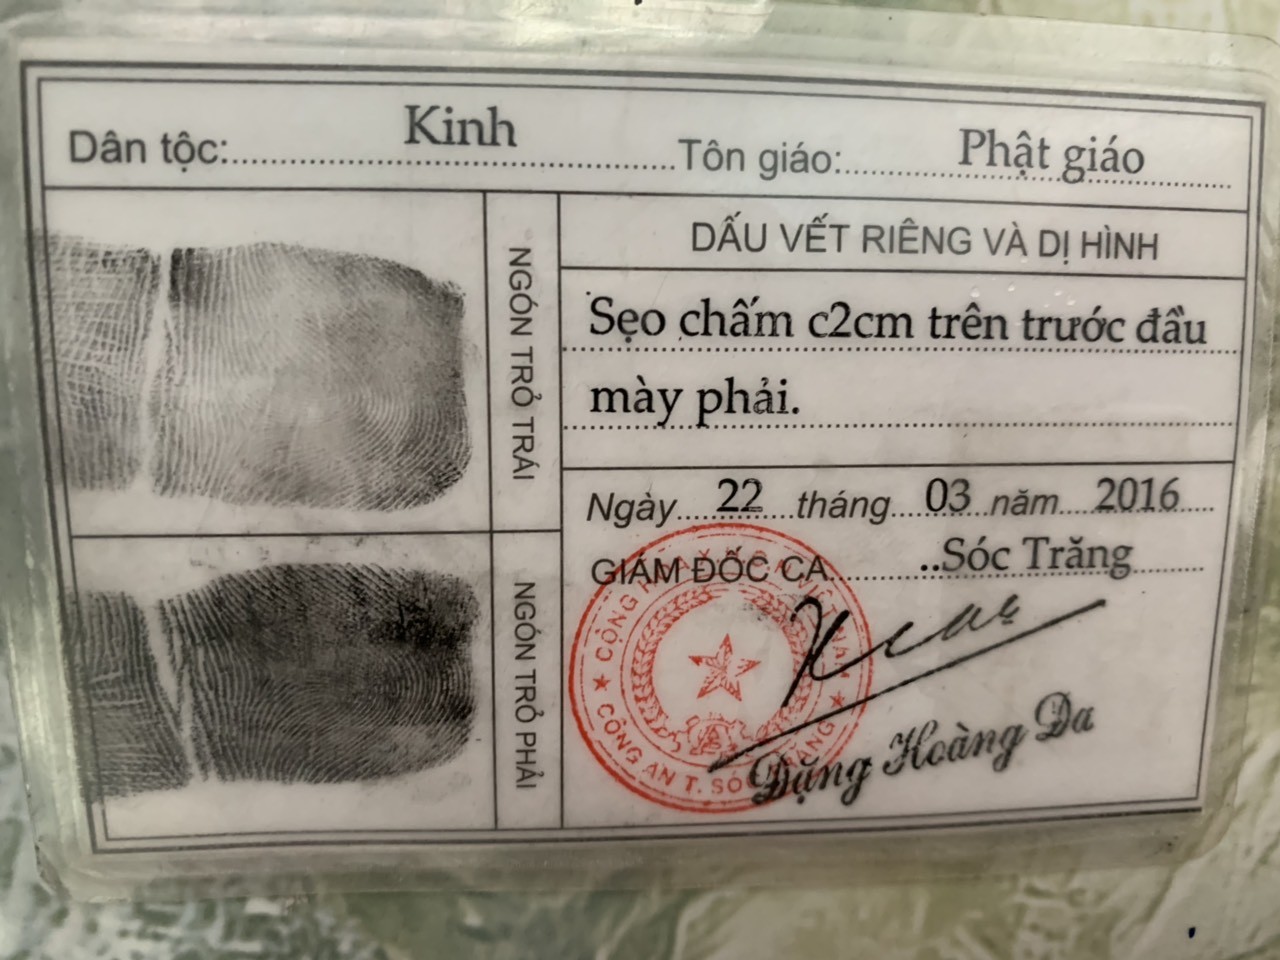 Dân tộc: Kinh Tôn giáo: Phật giáo
NGÓN TRỎ TRÁI
NGÓN TRỎ PHẢI
DẤU VẾT RIÊNG VÀ DỊ HÌNH
Sẹo chấm c2cm trên trước đầu
mày phải.
Ngày 22 tháng 03 năm 2016
GIÁM ĐỐC CA ..Sóc Trăng
CÔNG AN T. SÓC TRĂNG
Đặng Hoàng Đa